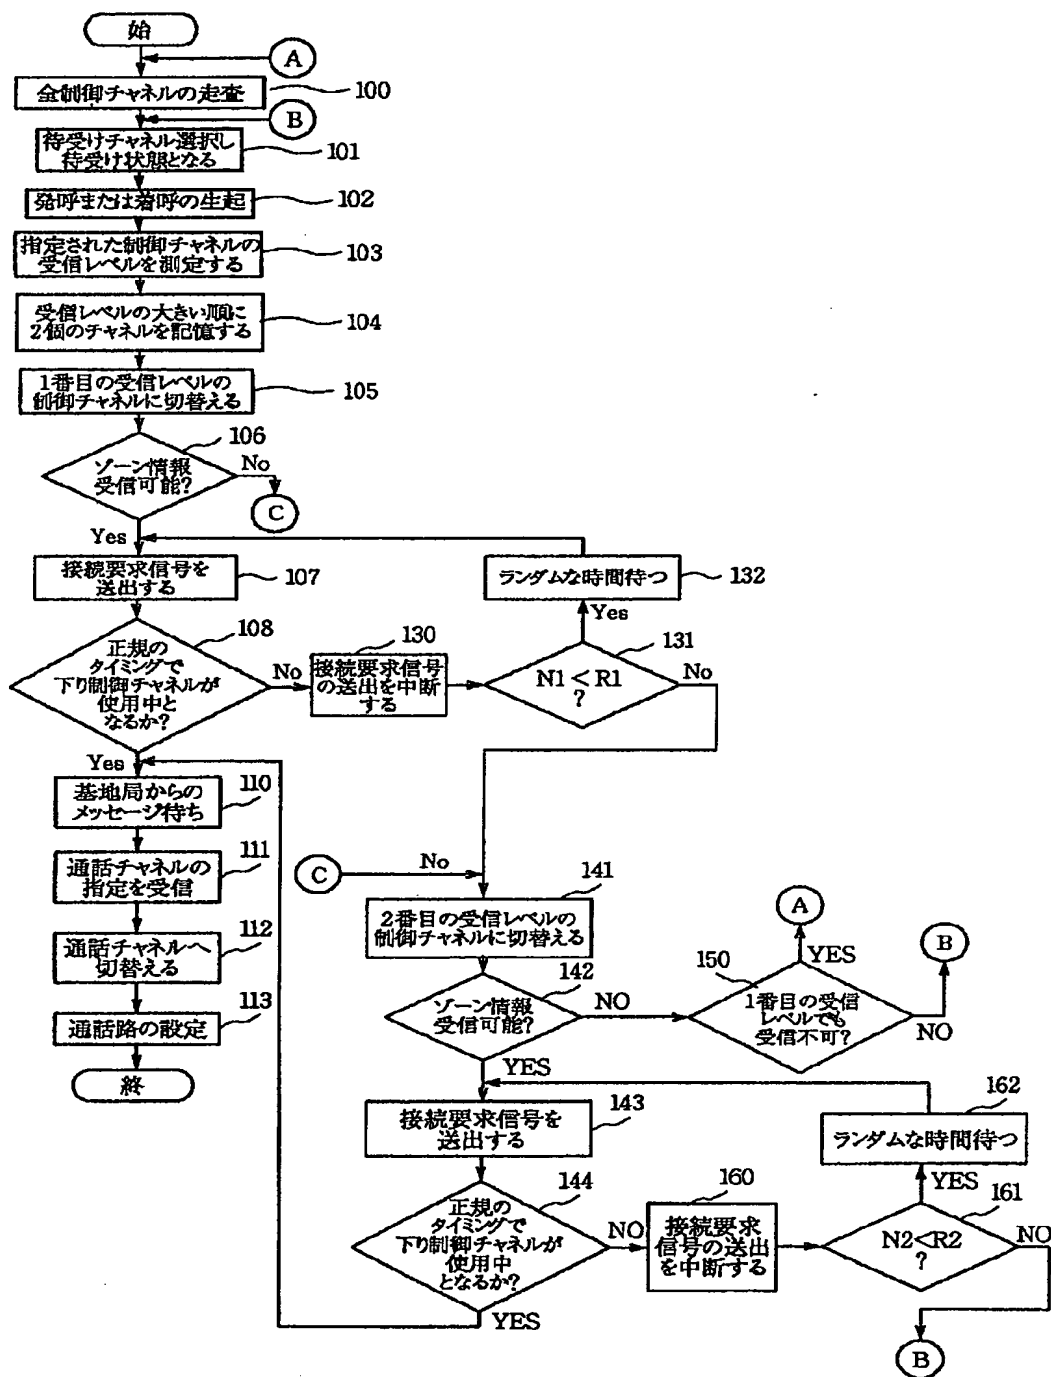 始
A
全制御チャネルの走査
100
B
待受けチャネル選択し
待受け状態となる
101
発呼または着呼の生起
102
指定された制御チャネルの
受信レベルを測定する
103
受信レベルの大きい順に
2個のチャネルを記憶する
104
1番目の受信レベルの
制御チャネルに切替える
105
106
ゾーン情報
受信可能?
No
C
Yes
接続要求信号を
送出する
107
ランダムな時間待つ
132
Yes
108
正規の
タイミングで
下り制御チャネルが
使用中と
なるか?
No
130
接続要求信号
の送出を中断
する
131
N1<R1
?
No
Yes
110
基地局からの
メッセージ待ち
111
通話チャネルの
指定を受信
112
通話チャネルへ
切替える
113
通話路の設定
終
C
No
141
2番目の受信レベルの
制御チャネルに切替える
142
ゾーン情報
受信可能?
NO
A
YES
150
1番目の受信
レベルでも
受信不可?
NO
B
YES
143
接続要求信号を
送出する
162
ランダムな時間待つ
YES
144
正規の
タイミングで
下り制御チャネルが
使用中
となるか?
NO
160
接続要求
信号の送出
を中断する
161
N2<R2
?
NO
YES
B